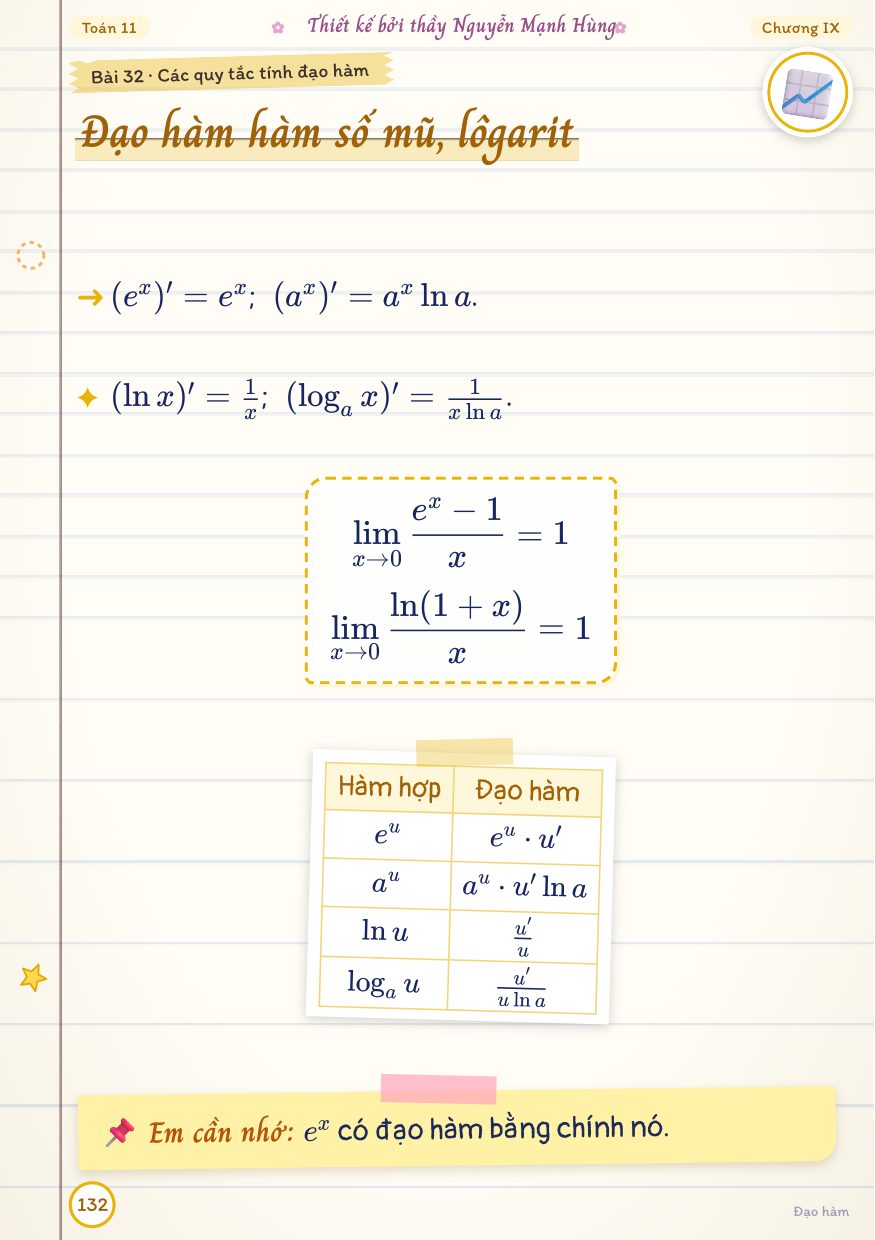 Toán 11
Thiết kế bởi thầy Nguyễn Mạnh Hùng
Chương IX
Bài 32 · Các quy tắc tính đạo hàm
Đạo hàm hàm số mũ, lôgarit
→ (e^x)′ = e^x; (a^x)′ = a^x ln a.
✦ (ln x)′ = 1/x; (log_a x)′ = 1/(x ln a).
lim_{x→0} (e^x − 1)/x = 1
lim_{x→0} ln(1 + x)/x = 1
Hàm hợp Đạo hàm
e^u e^u · u′
a^u a^u · u′ ln a
ln u u′/u
log_a u u′/(u ln a)
Em cần nhớ: e^x có đạo hàm bằng chính nó.
132
Đạo hàm